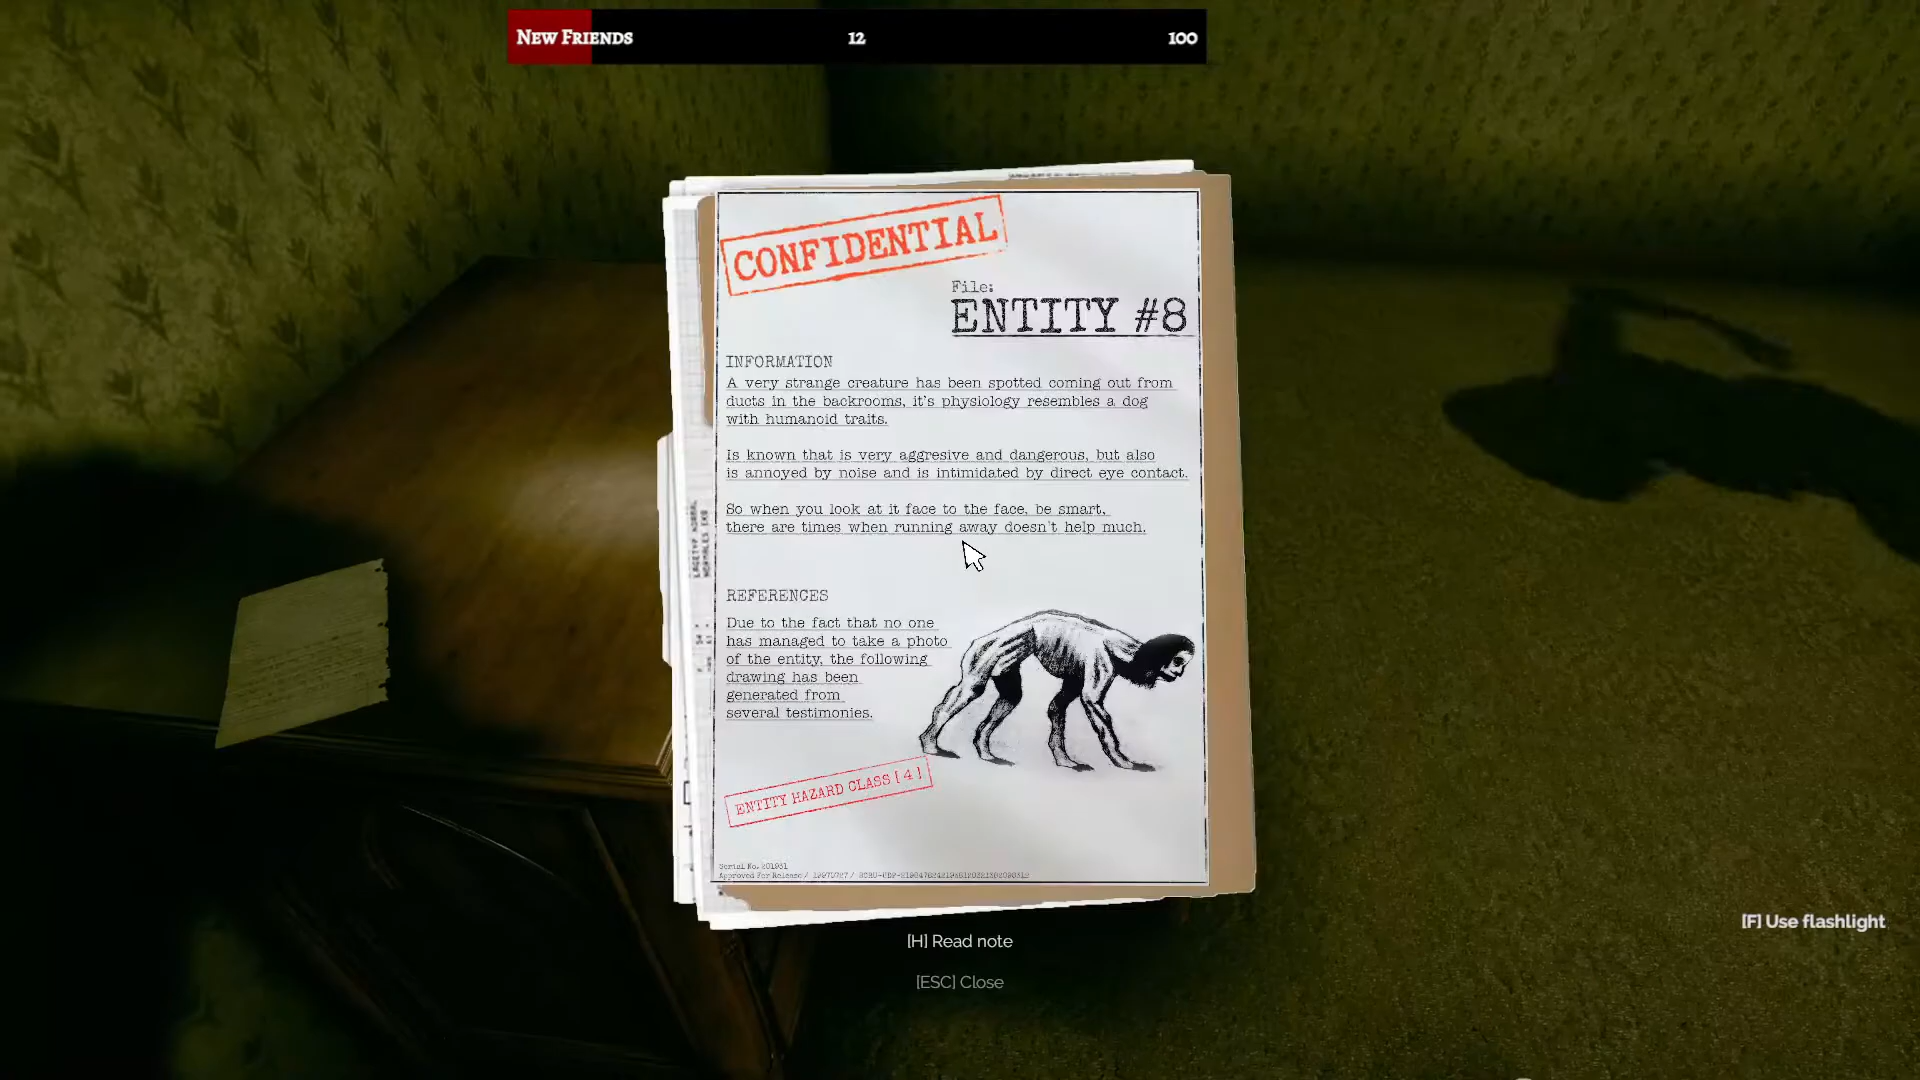 New Friends 12 100
CONFIDENTIAL
File:
ENTITY #8
INFORMATION
A very strange creature has been spotted coming out from
ducts in the backrooms, it's physiology resembles a dog
with humanoid traits.
Is known that is very aggresive and dangerous, but also
is annoyed by noise and is intimidated by direct eye contact.
So when you look at it face to the face, be smart,
there are times when running away doesn't help much.
REFERENCES
Due to the fact that no one
has managed to take a photo
of the entity, the following
drawing has been
generated from
several testimonies.
ENTITY HAZARD CLASS [ 4 ]
Serial No.
Approved For Release /
[H] Read note
[ESC] Close
[F] Use flashlight